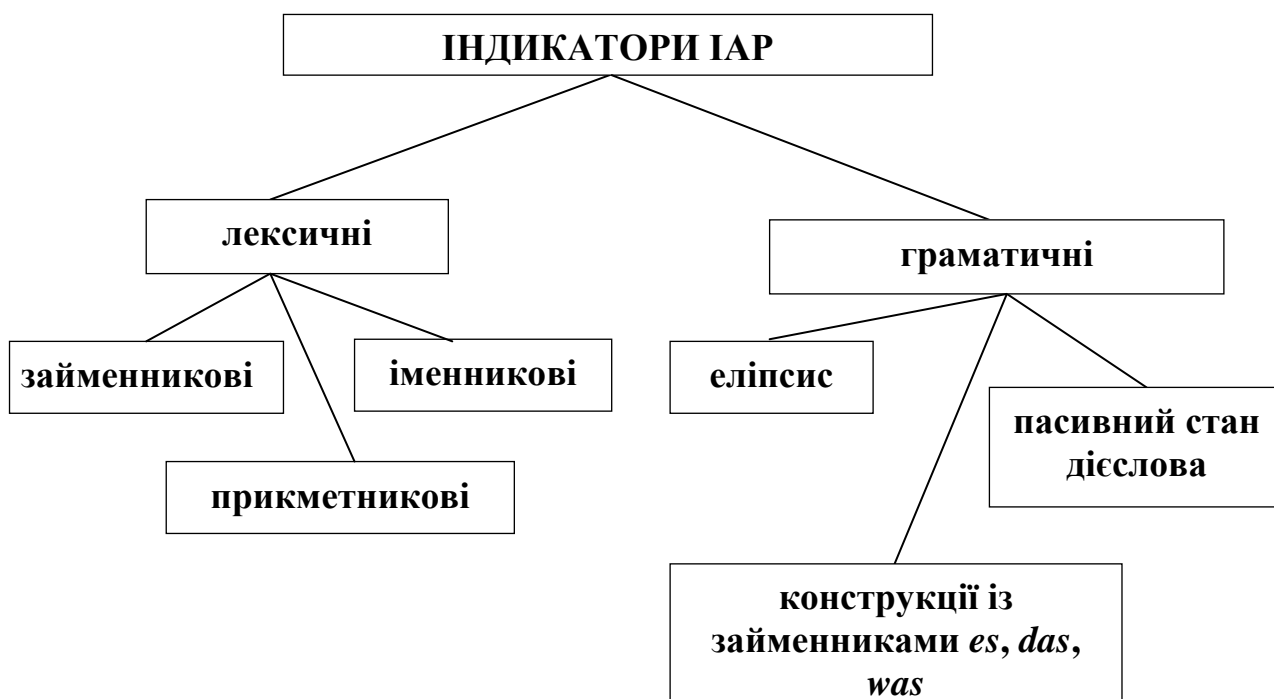 ІНДИКАТОРИ ІАР
лексичні
граматичні
займенникові
іменникові
еліпсис
пасивний стан
дієслова
прикметникові
конструкції із
займенниками es, das,
was